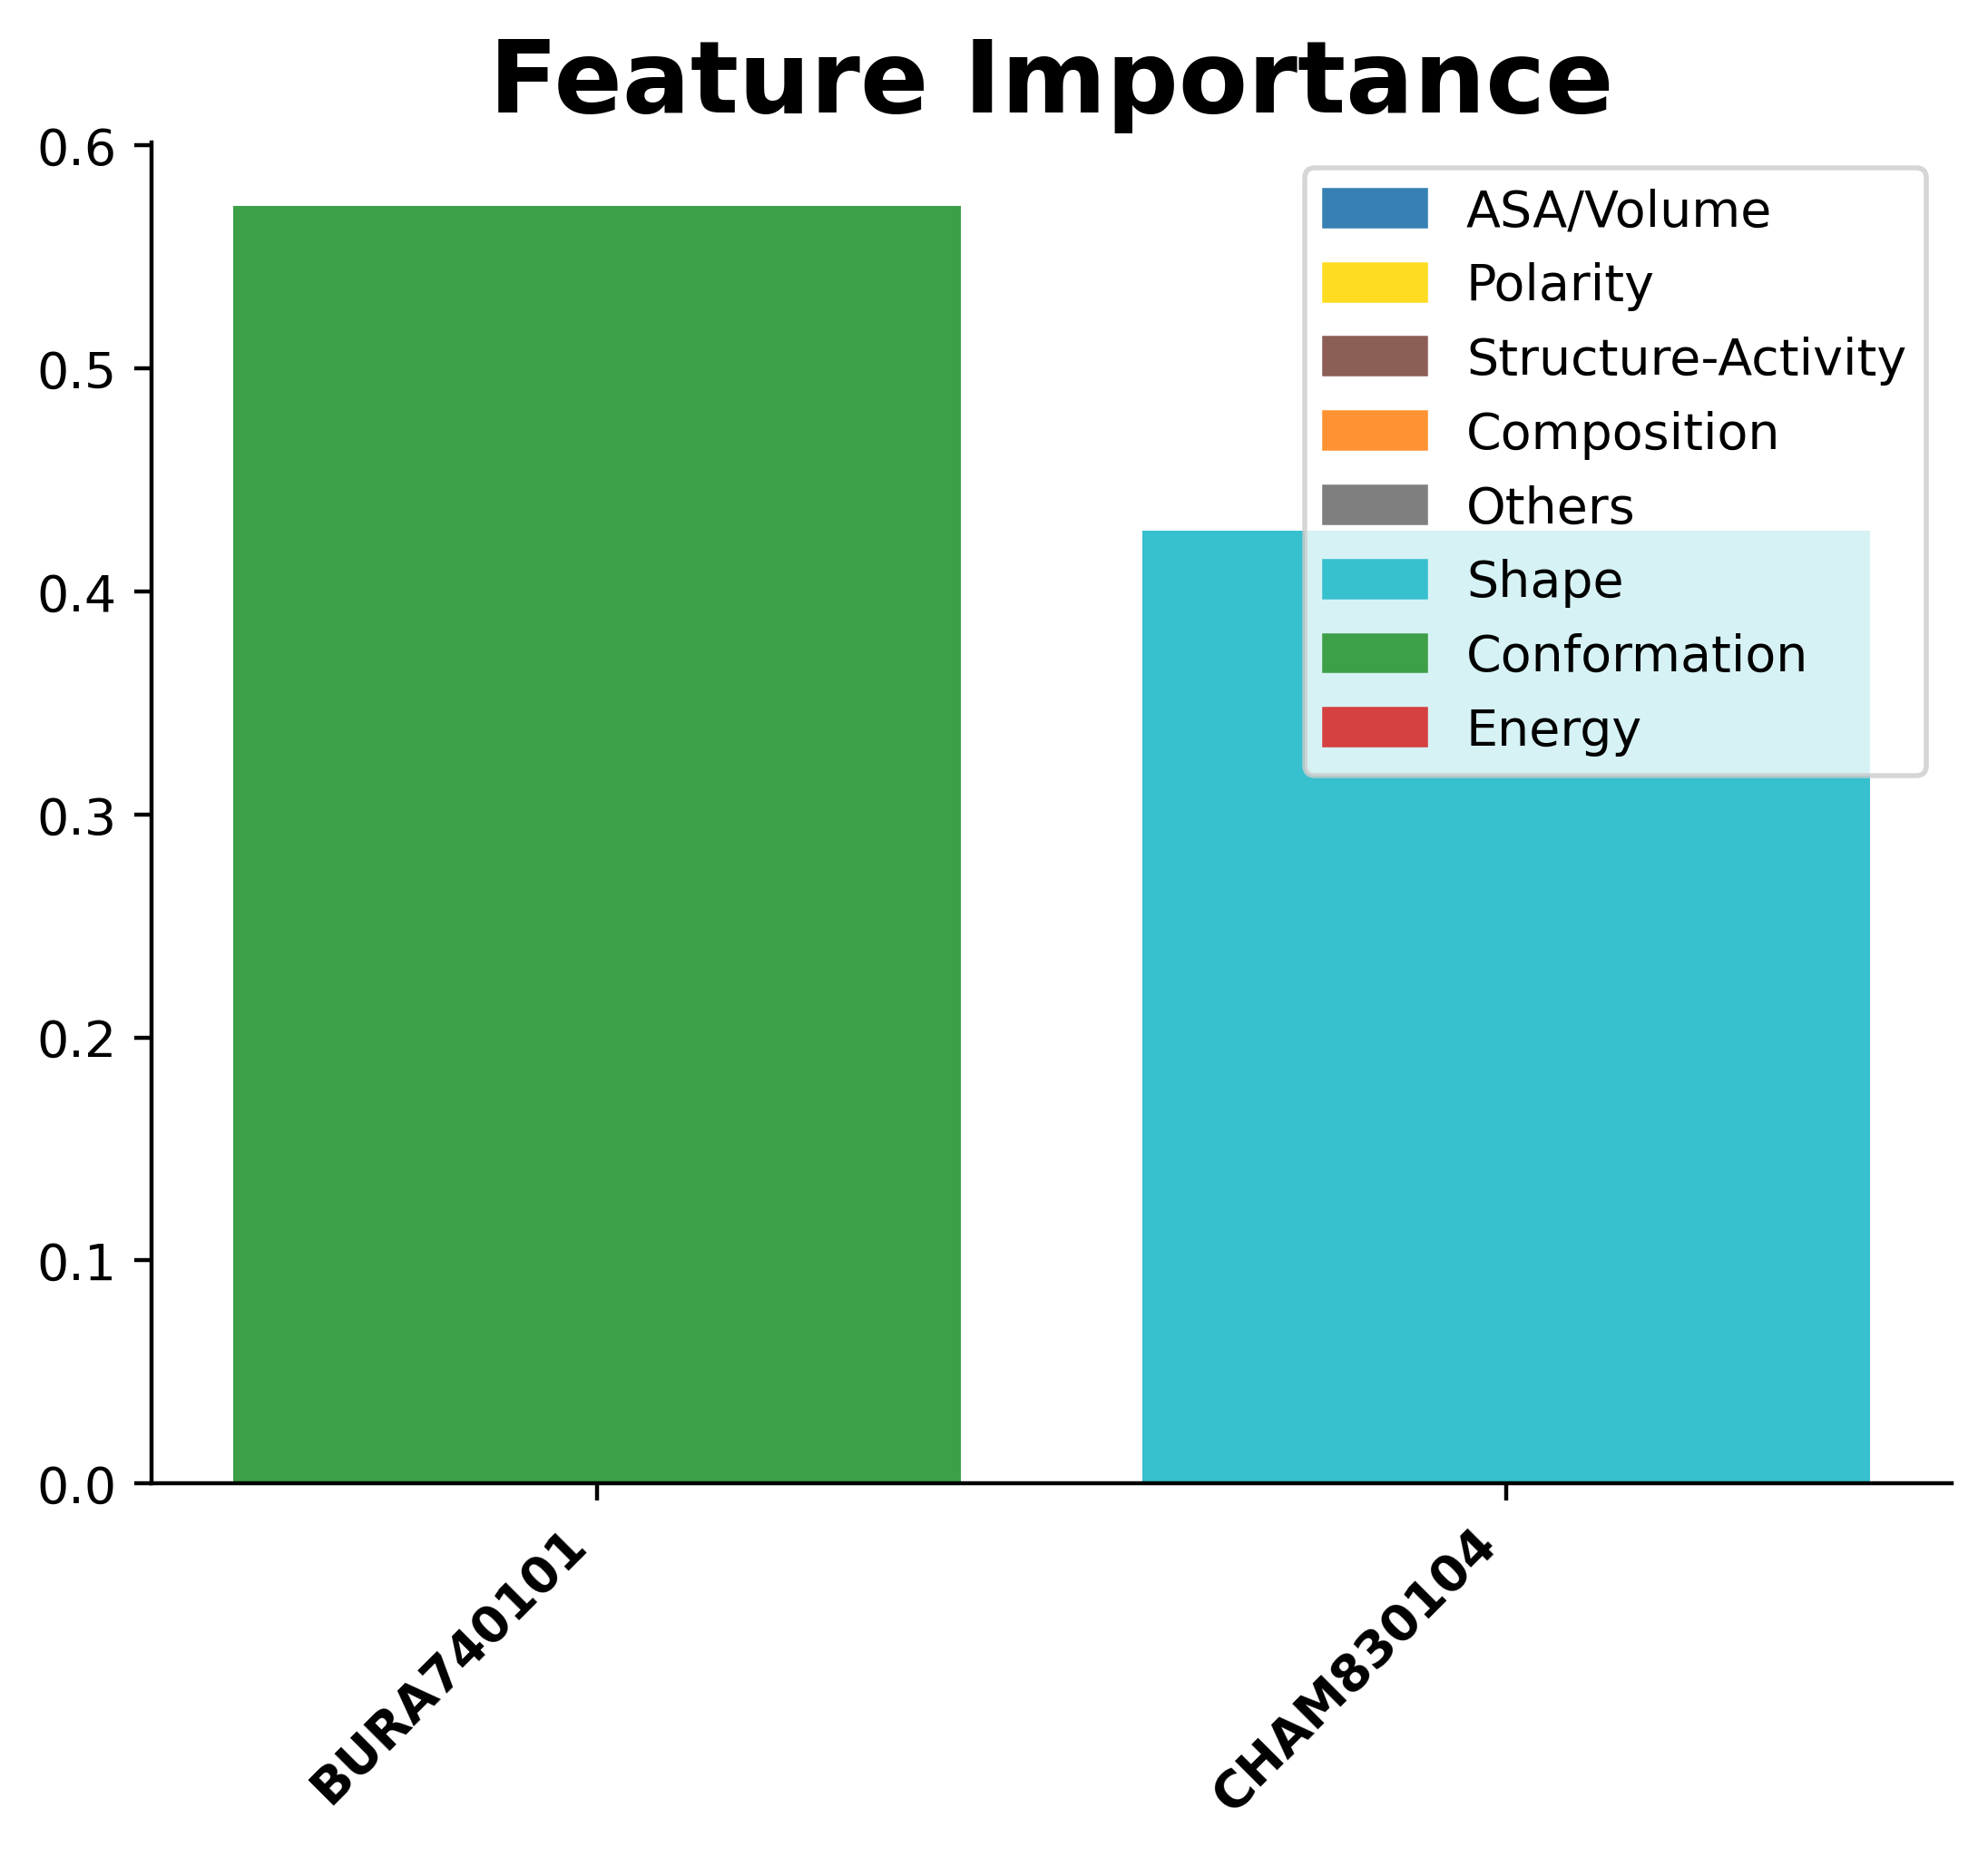 Feature Importance
0.6
0.5
0.4
0.3
0.2
0.1
0.0
ASA/Volume
Polarity
Structure-Activity
Composition
Others
Shape
Conformation
Energy
BURA740101
CHAM830104